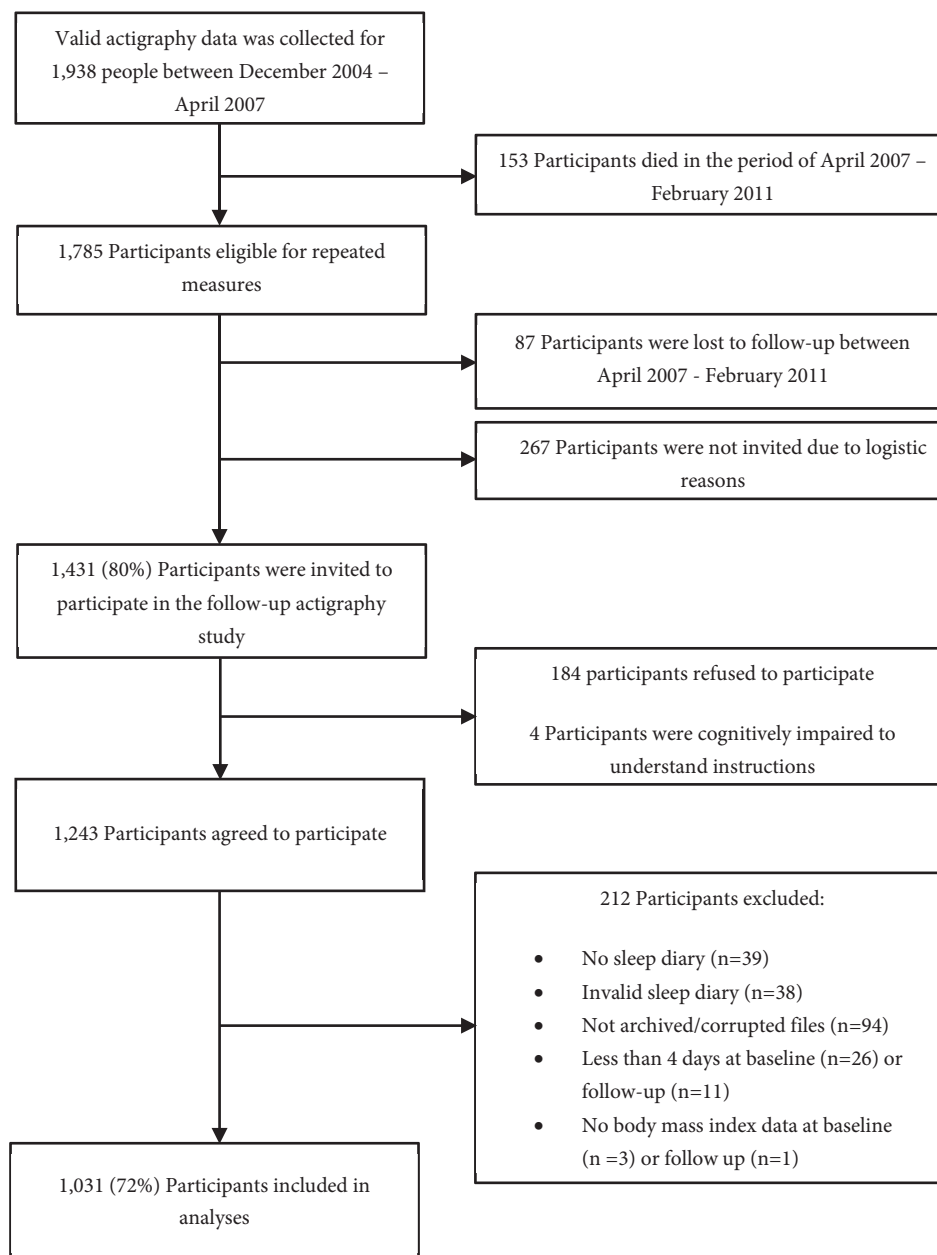 Valid actigraphy data was collected for
1,938 people between December 2004 –
April 2007
153 Participants died in the period of April 2007 –
February 2011
1,785 Participants eligible for repeated
measures
87 Participants were lost to follow-up between
April 2007 - February 2011
267 Participants were not invited due to logistic
reasons
1,431 (80%) Participants were invited to
participate in the follow-up actigraphy
study
184 participants refused to participate
4 Participants were cognitively impaired to
understand instructions
1,243 Participants agreed to participate
212 Participants excluded:
• No sleep diary (n=39)
• Invalid sleep diary (n=38)
• Not archived/corrupted files (n=94)
• Less than 4 days at baseline (n=26) or
follow-up (n=11)
• No body mass index data at baseline
(n =3) or follow up (n=1)
1,031 (72%) Participants included in
analyses